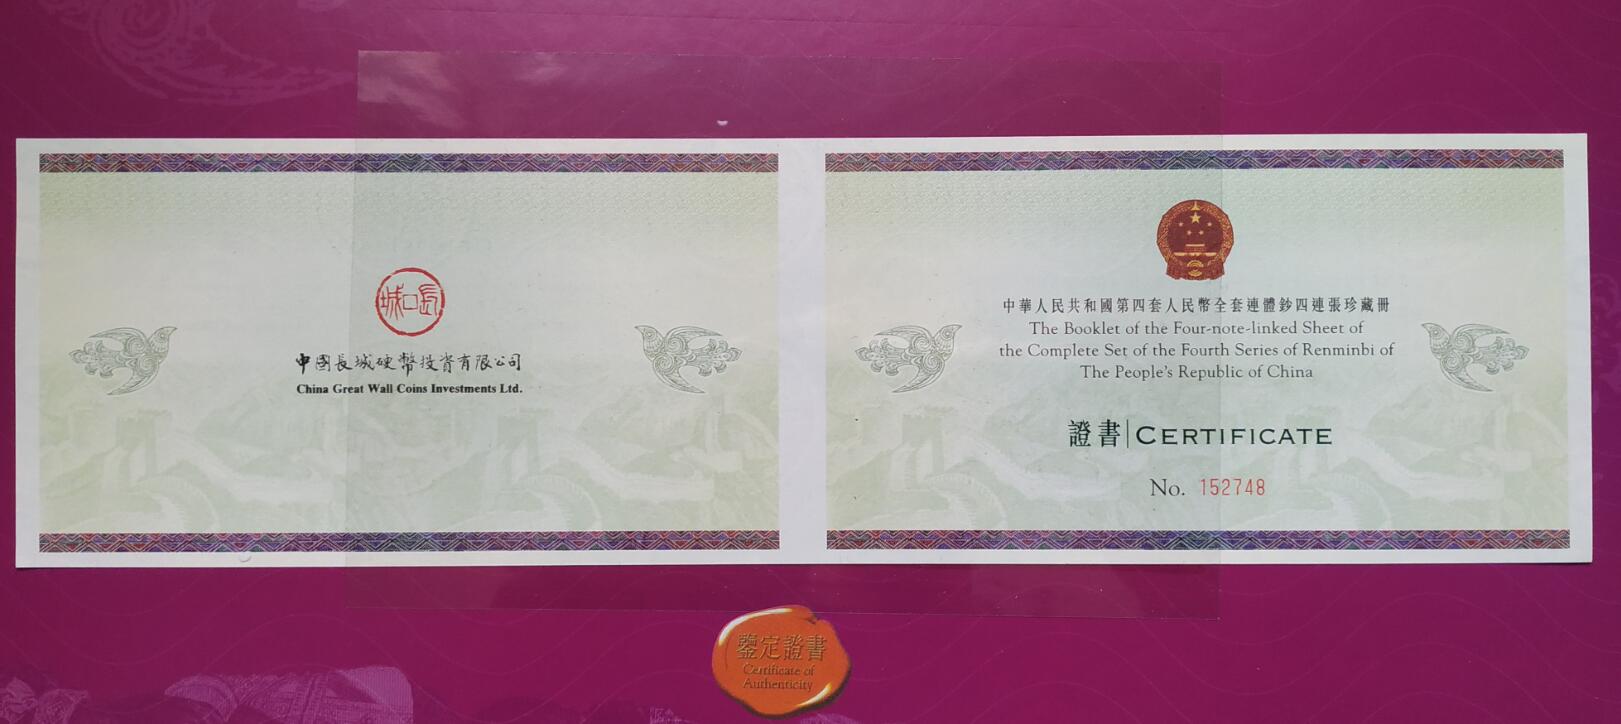 長城
中國長城硬幣投資有限公司
China Great Wall Coins Investments Ltd.
中華人民共和國第四套人民幣全套連體鈔四連張珍藏冊
The Booklet of the Four-note-linked Sheet of
the Complete Set of the Fourth Series of Renminbi of
The People's Republic of China
證書|CERTIFICATE
No. 152748
鑒定證書
Certificate of
Authenticity